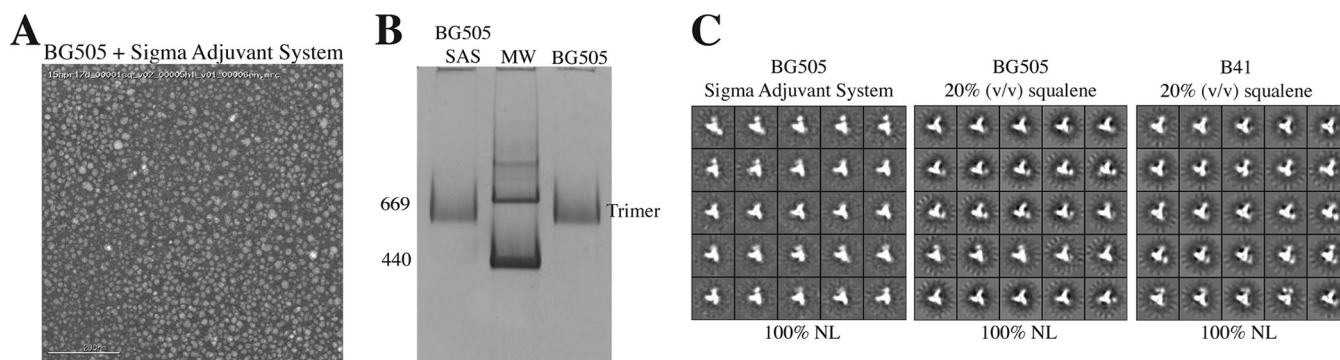 A
BG505 + Sigma Adjuvant System
B
BG505
SAS
MW
BG505
669
440
Trimer
C
BG505
Sigma Adjuvant System
100% NL
BG505
20% (v/v) squalene
100% NL
B41
20% (v/v) squalene
100% NL